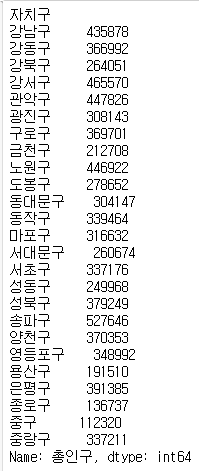 자치구
강남구 435878
강동구 366992
강북구 264051
강서구 465570
관악구 447826
광진구 308143
구로구 369701
금천구 212708
노원구 446922
도봉구 278652
동대문구 304147
동작구 339464
마포구 316632
서대문구 260674
서초구 337176
성동구 249968
성북구 379249
송파구 527646
양천구 370353
영등포구 348992
용산구 191510
은평구 391385
종로구 136737
중구 112320
중랑구 337211
Name: 총인구, dtype: int64